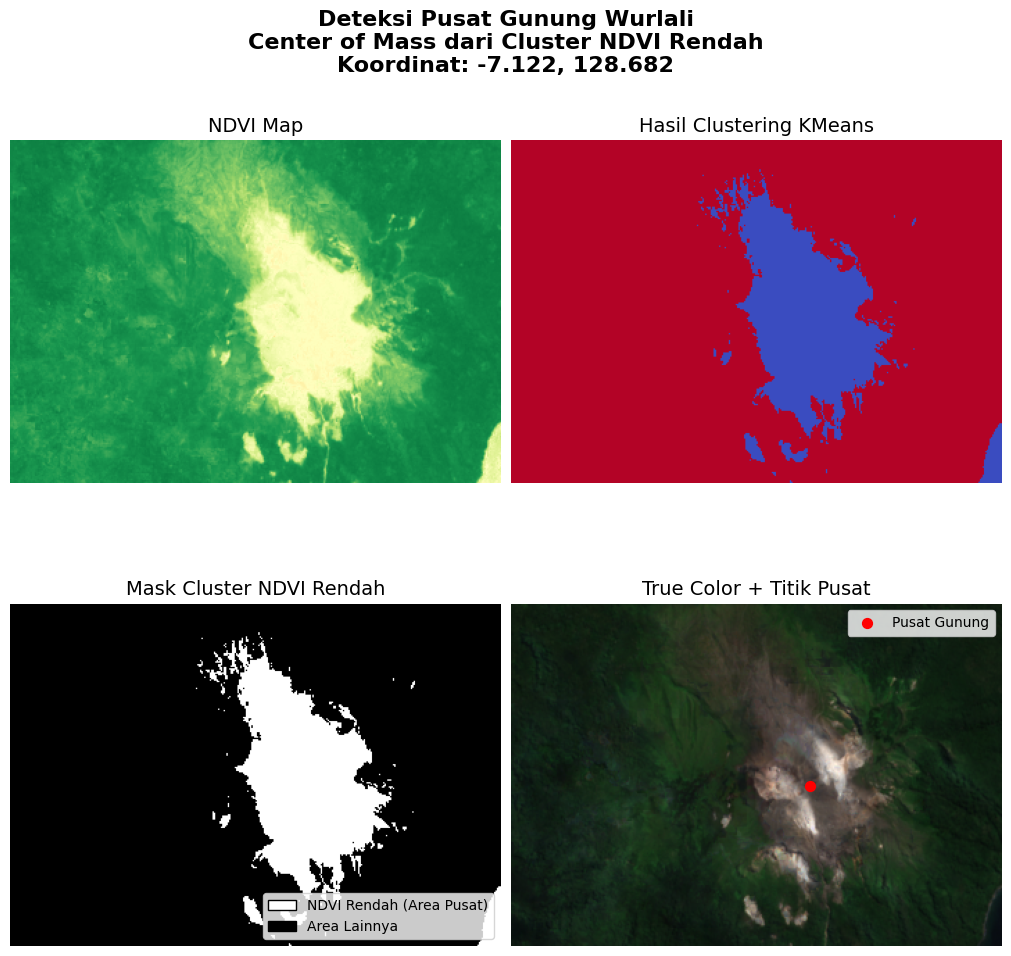 Deteksi Pusat Gunung Wurlali
Center of Mass dari Cluster NDVI Rendah
Koordinat: -7.122, 128.682
NDVI Map
Hasil Clustering KMeans
Mask Cluster NDVI Rendah
NDVI Rendah (Area Pusat)
Area Lainnya
True Color + Titik Pusat
Pusat Gunung